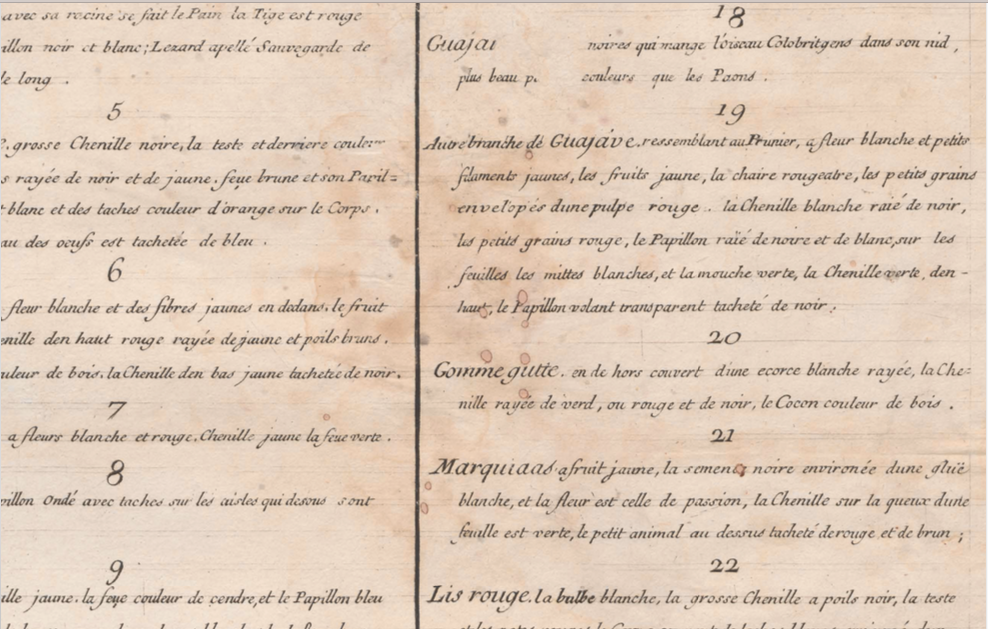 avec sa racine se fait le Pain la Tige est rouge
illon noir et blanc; Lezard apellé Sauvegarde de
le long .
5
grosse Chenille noire, la teste et derriere couleur
s rayée de noir et de jaune. feve brune et son Papil=
blanc et des taches couleur d'orange sur le Corps .
au des oeufs est tachetée de bleu .
6
fleur blanche et des fibres jaunes en dedans. le fruit
enille den haut rouge rayée de jaune et poils bruns .
uleur de bois. la Chenille den bas jaune tachetée de noir .
7
a fleurs blanche et rouge. Chenille jaune la feve verte .
8
pillon Ondé avec taches sur les aisles qui desous sont
9
ille jaune. la feve couleur de cendre, et le Papillon bleu
18
Guajar noires qui mange l'oiseau Colobritgens dans son nid ,
plus beau p. couleurs que les Paons .
19
Autre branche de Guajáve. ressemblant au Prunier, a fleur blanche et petits
filaments jaunes, les fruits jaune, la chaire rougeatre, les petits grains
envelopés dune pulpe rouge . la Chenille blanche raié de noir,
les petits grains rouge, le Papillon raïé de noire et de blanc, sur les
feuilles les mittes blanches, et la mouche verte, la Chenille verte den-
haut, le Papillon volant transparent tacheté de noir .
20
Gomme gutte. en de hors couvert d'une ecorce blanche rayée, la Che=
nille rayée de verd, ou rouge et de noir, le Cocon couleur de bois .
21
Marquiaas a fruit jaune, la semence noire environée dune gluë
blanche, et la fleur est celle de passion, la Chenille sur la queux dune
feuille est verte, le petit animal au dessus tacheté de rouge et de brun ;
22
Lis rouge. la bulbe blanche, la grosse Chenille a poils noir, la teste